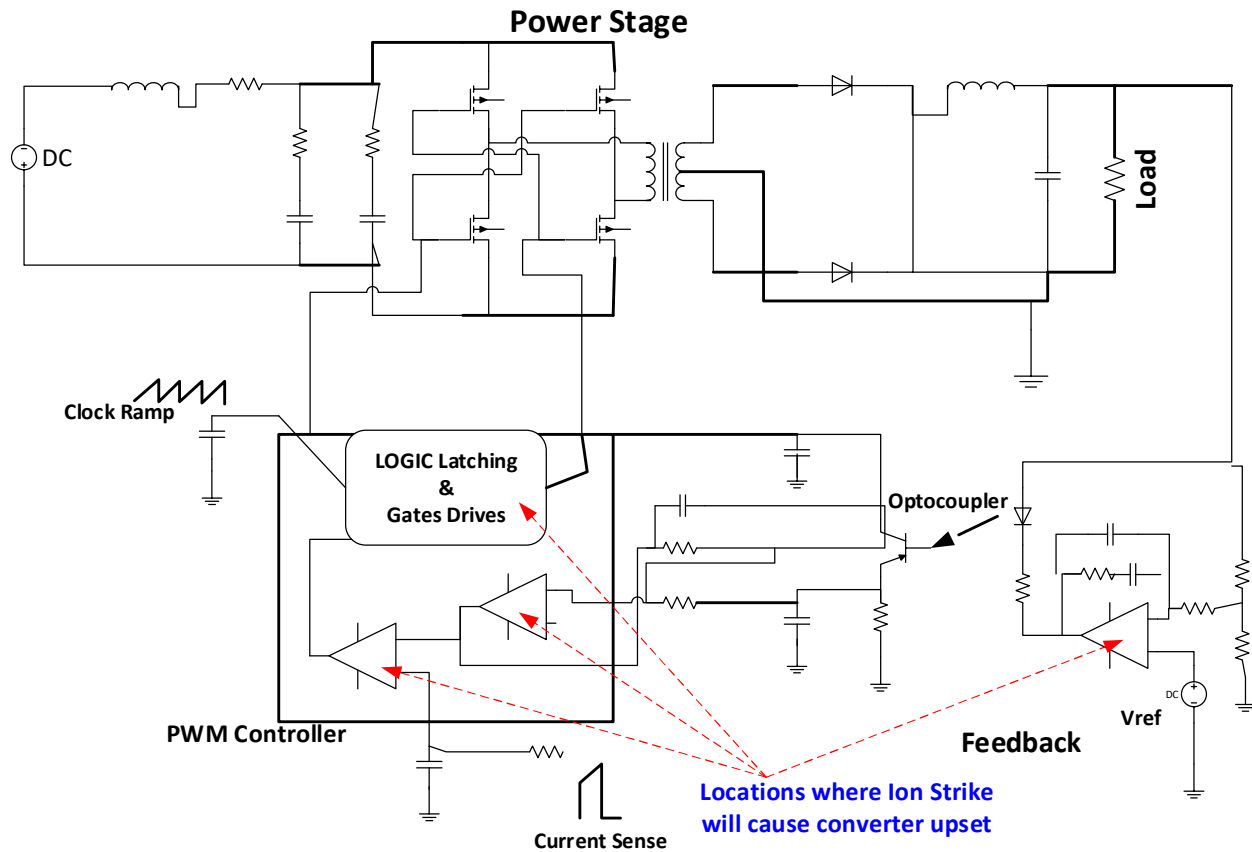 Power Stage
DC
Load
Clock Ramp
LOGIC Latching
&
Gates Drives
Optocoupler
DC
Vref
PWM Controller
Feedback
Locations where Ion Strike
will cause converter upset
Current Sense